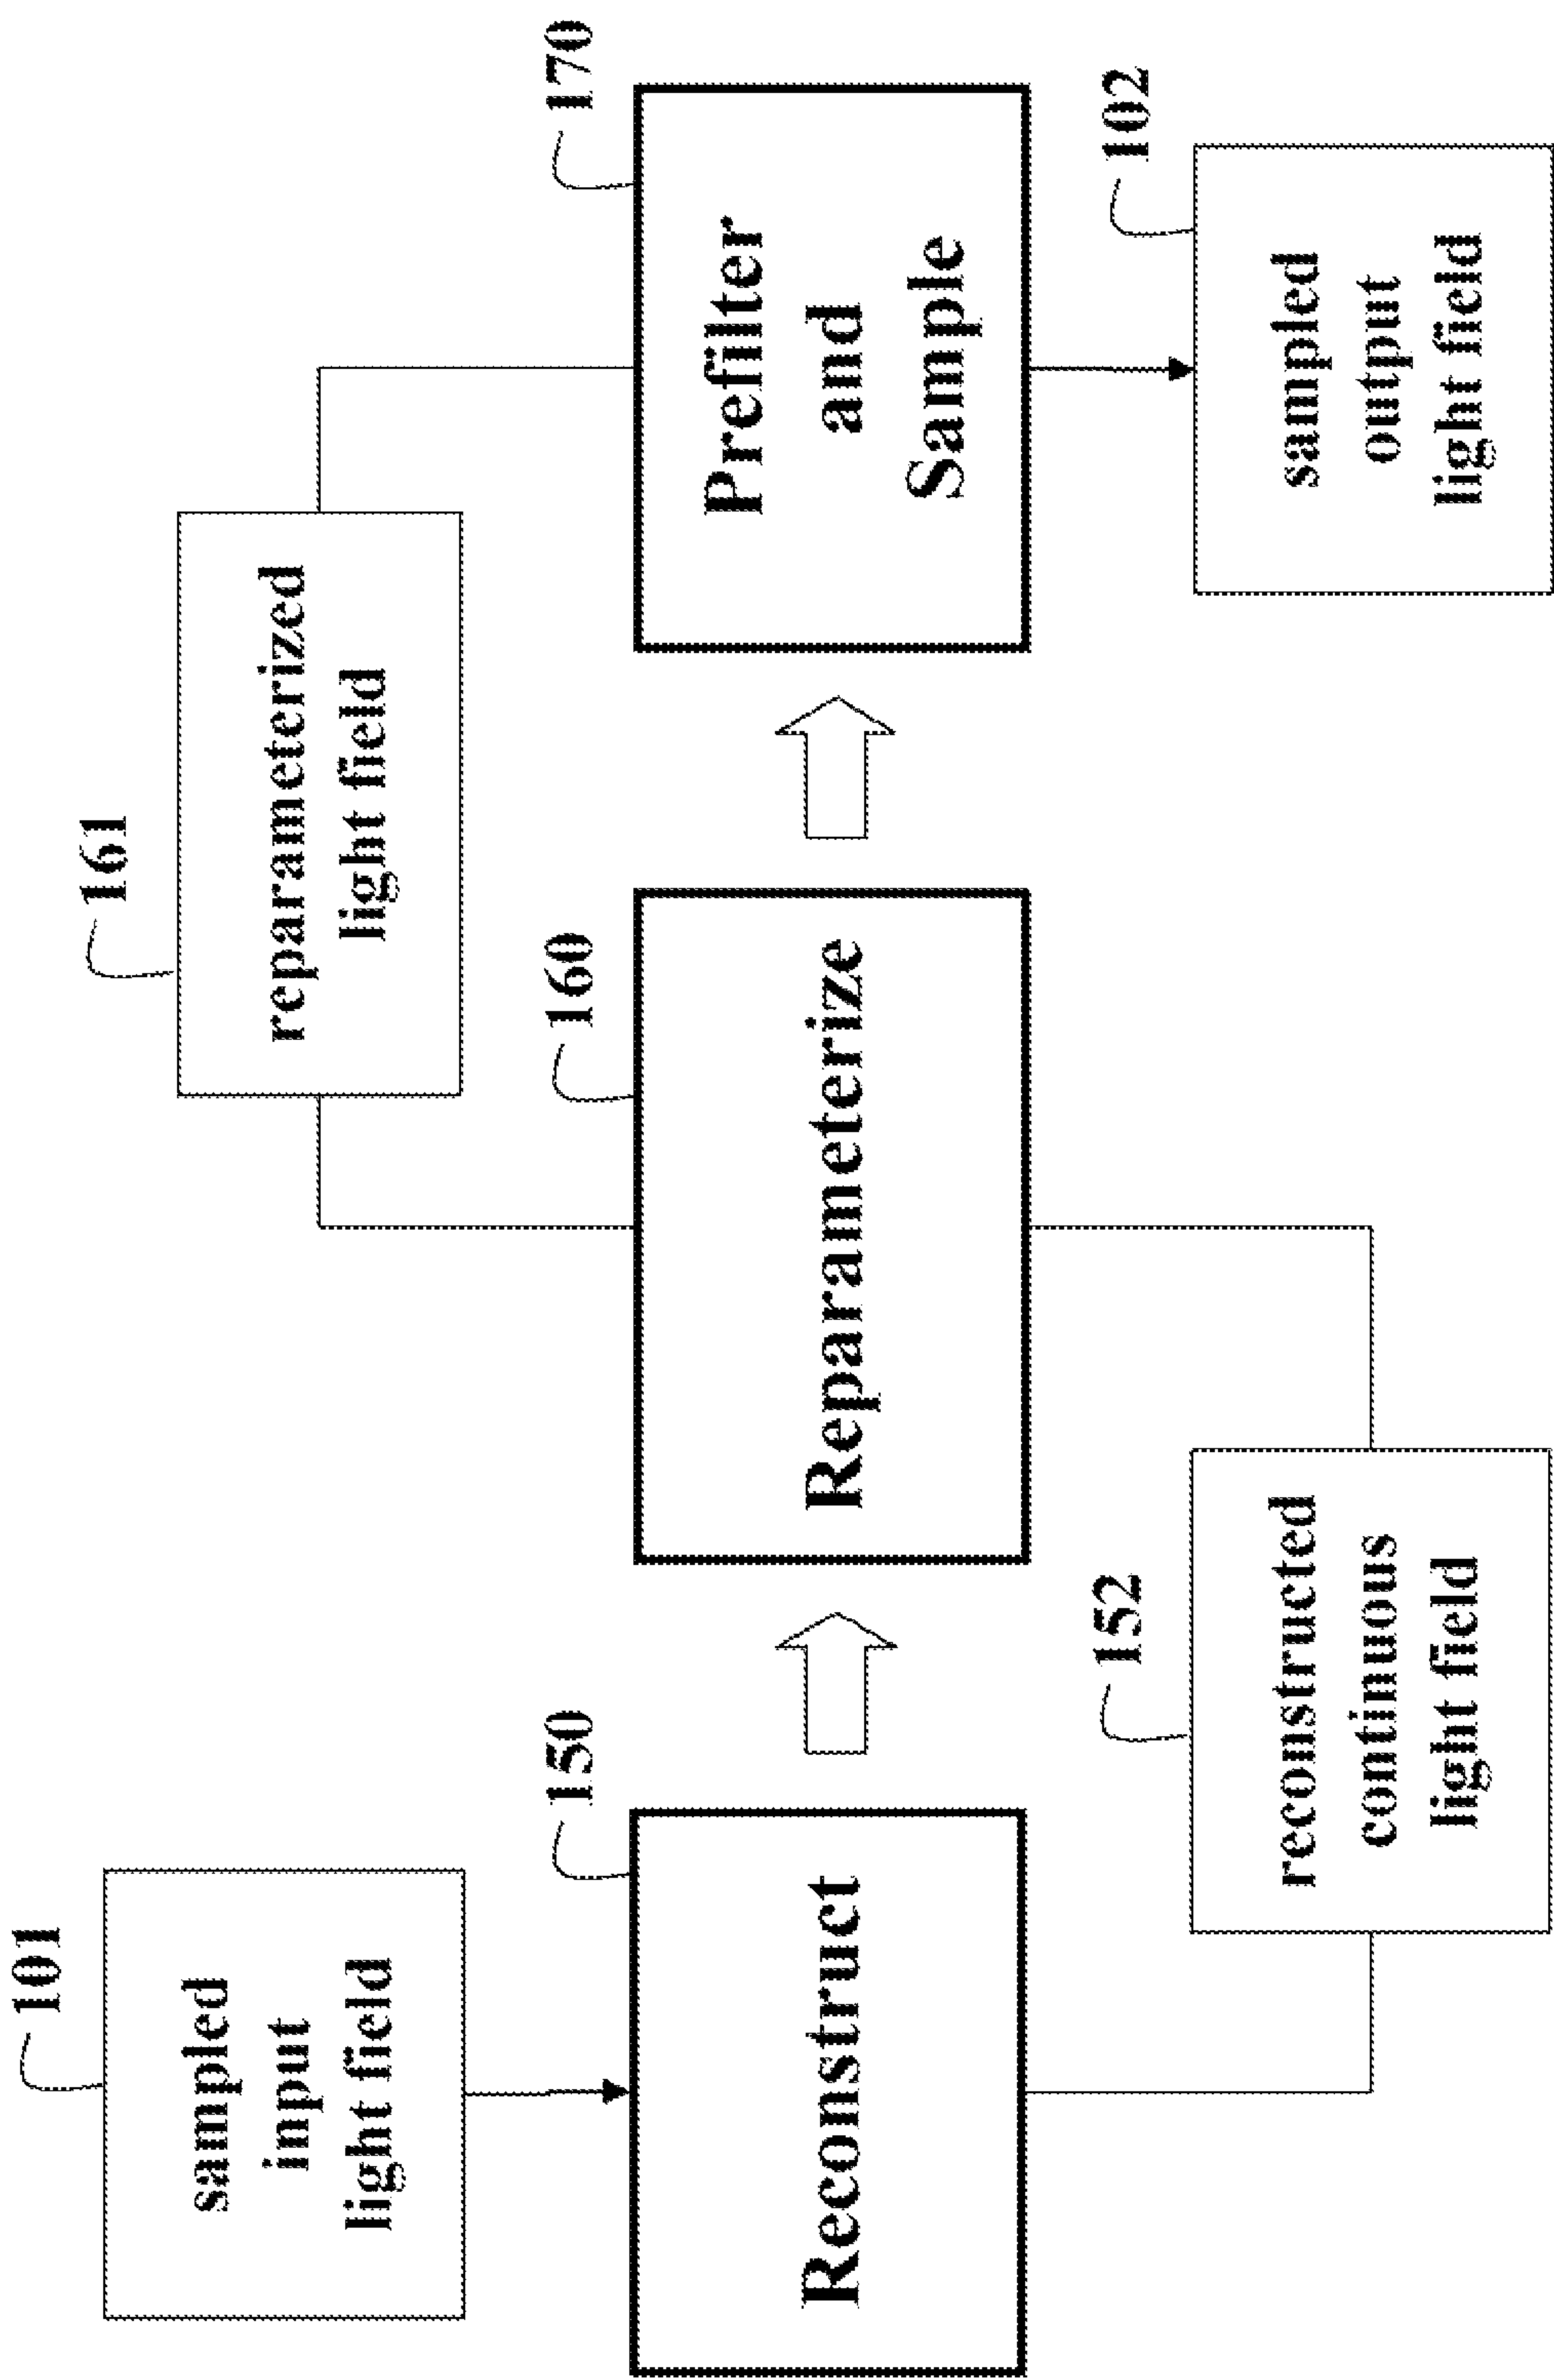 101
sampled
input
light field
150
Reconstruct
152
reconstructed
continuous
light field
160
Reparameterize
161
reparameterized
light field
170
Prefilter
and
Sample
102
sampled
output
light field